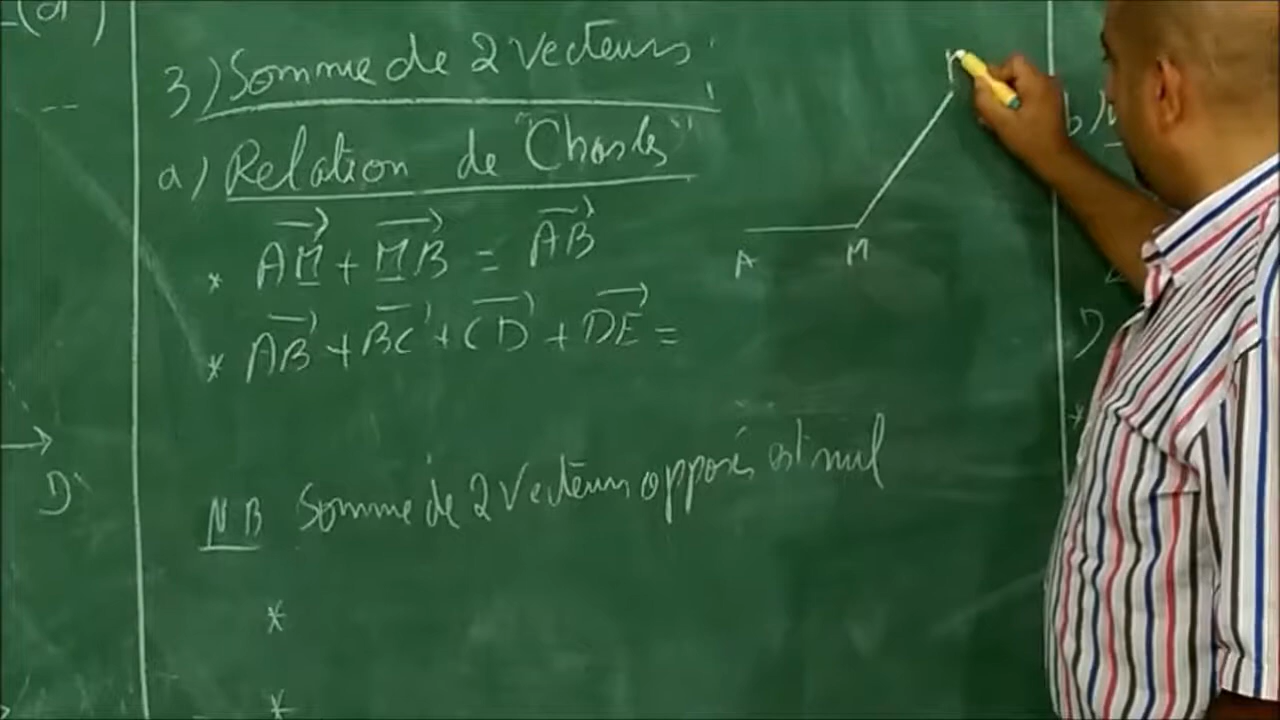 3) Somme de 2 Vecteurs :
a) Relation de "Chasles"
* AM + MB = AB
* AB + BC + CD + DE =
A M
D
D
N B Somme de 2 Vecteurs opposés est nul
*
*